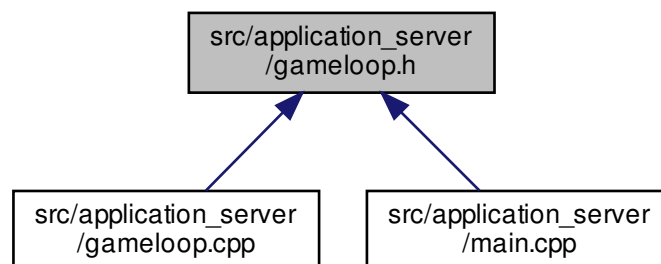 src/application_server
/gameloop.h
src/application_server
/gameloop.cpp
src/application_server
/main.cpp